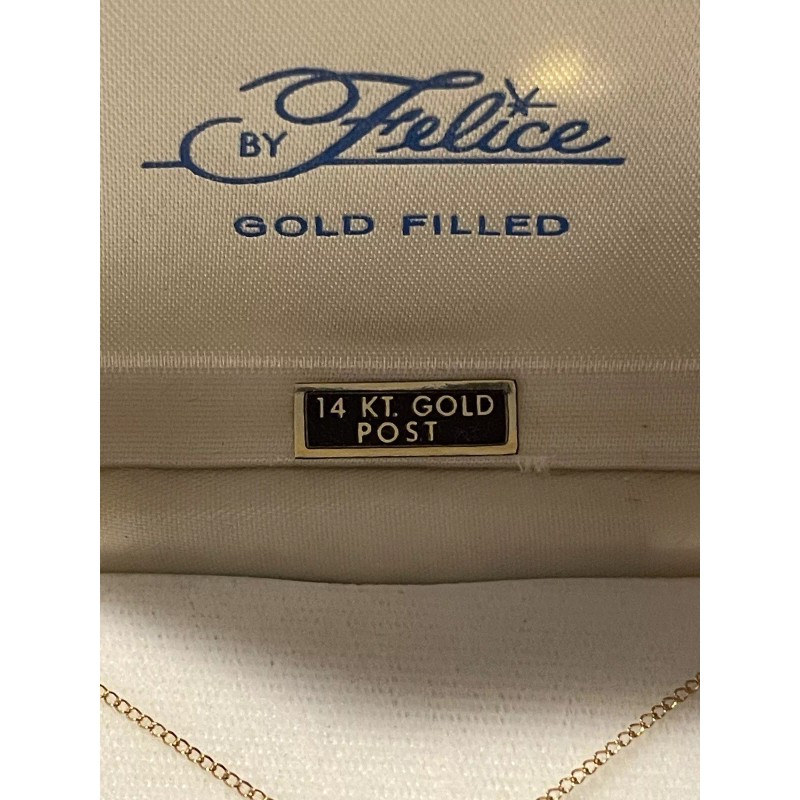 BY Felice
GOLD FILLED
14 KT. GOLD
POST